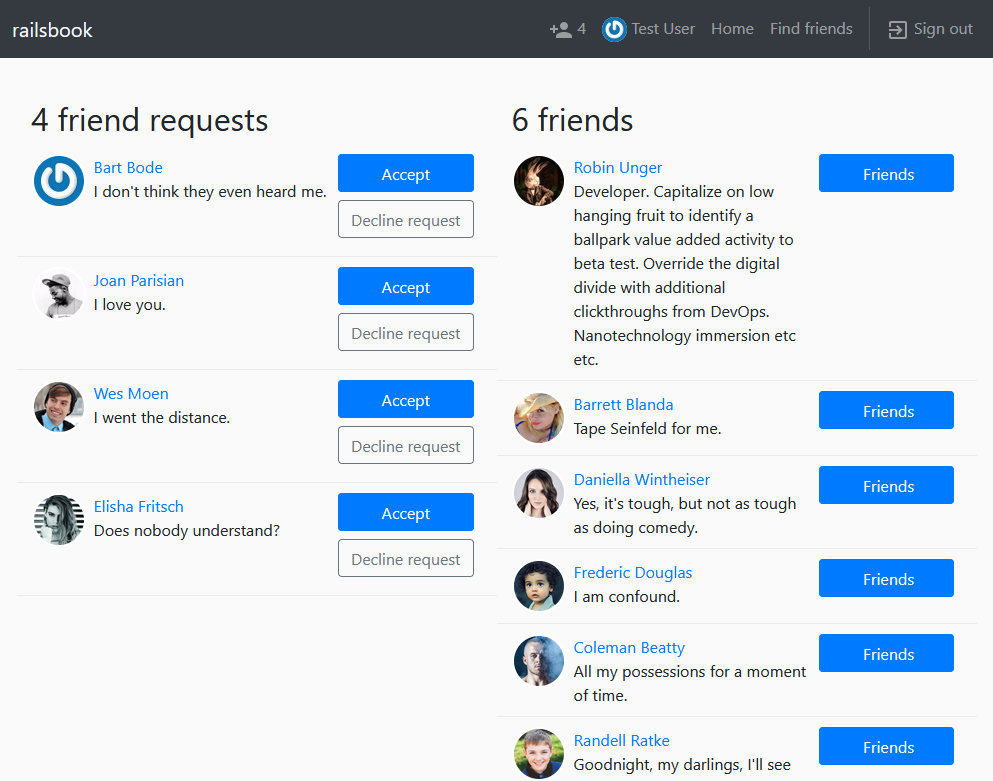 railsbook
4 Test User Home Find friends Sign out
4 friend requests
Bart Bode
I don't think they even heard me.
Accept
Decline request
Joan Parisian
I love you.
Accept
Decline request
Wes Moen
I went the distance.
Accept
Decline request
Elisha Fritsch
Does nobody understand?
Accept
Decline request
6 friends
Robin Unger
Developer. Capitalize on low
hanging fruit to identify a
ballpark value added activity to
beta test. Override the digital
divide with additional
clickthroughs from DevOps.
Nanotechnology immersion etc
etc.
Friends
Barrett Blanda
Tape Seinfeld for me.
Friends
Daniella Wintheiser
Yes, it's tough, but not as tough
as doing comedy.
Friends
Frederic Douglas
I am confound.
Friends
Coleman Beatty
All my possessions for a moment
of time.
Friends
Randell Ratke
Goodnight, my darlings, I'll see
Friends